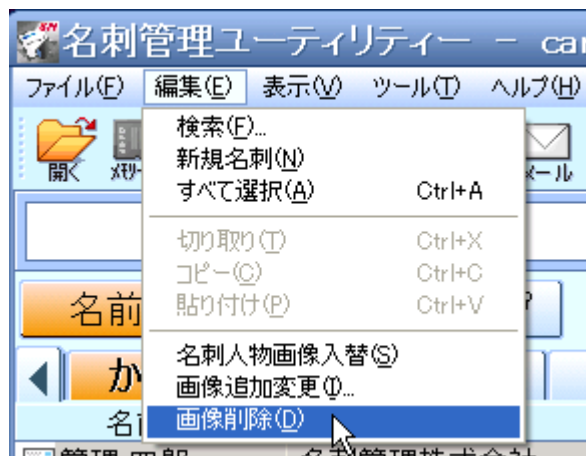 名刺管理ユーティリティー － car
ファイル(F) 編集(E) 表示(V) ツール(T) ヘルプ(H)
検索(F)...
新規名刺(N)
すべて選択(A) Ctrl+A
切り取り(T) Ctrl+X
コピー(C) Ctrl+C
貼り付け(P) Ctrl+V
名刺人物画像入替(S)
画像追加変更(I)...
画像削除(D)
開く
メール
名前
か